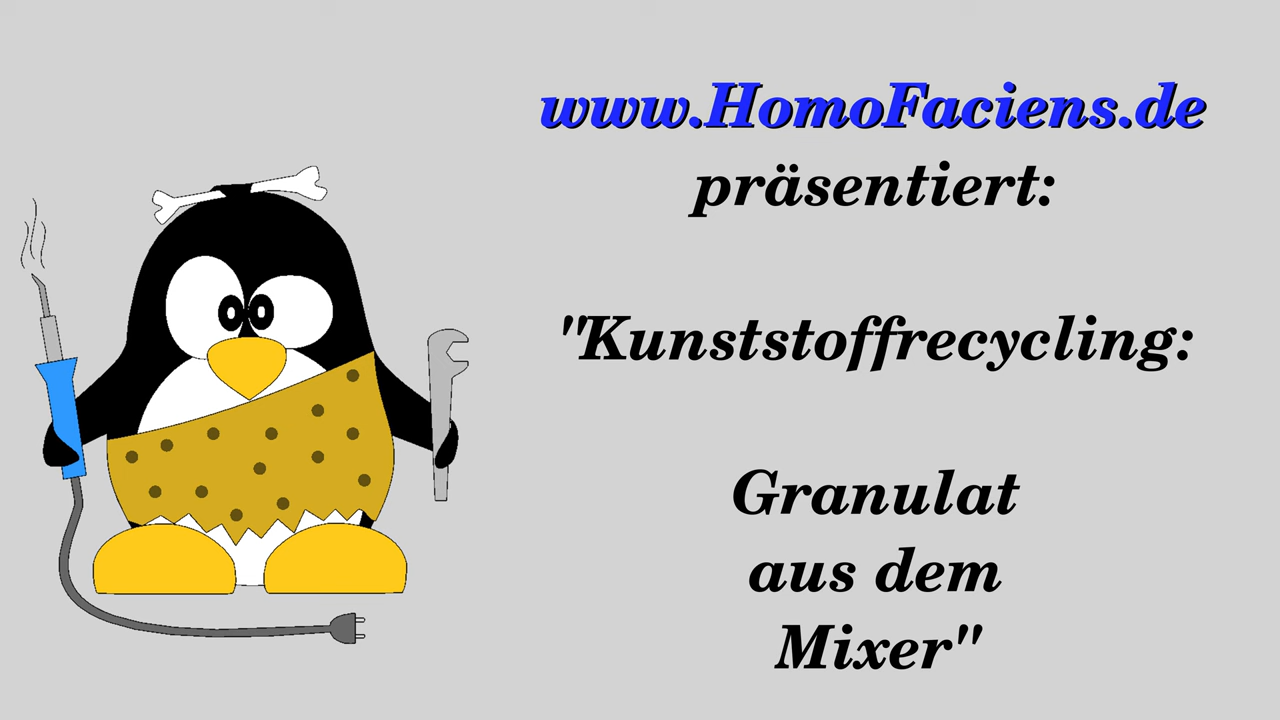 www.HomoFaciens.de
präsentiert:
"Kunststoffrecycling:
Granulat
aus dem
Mixer"